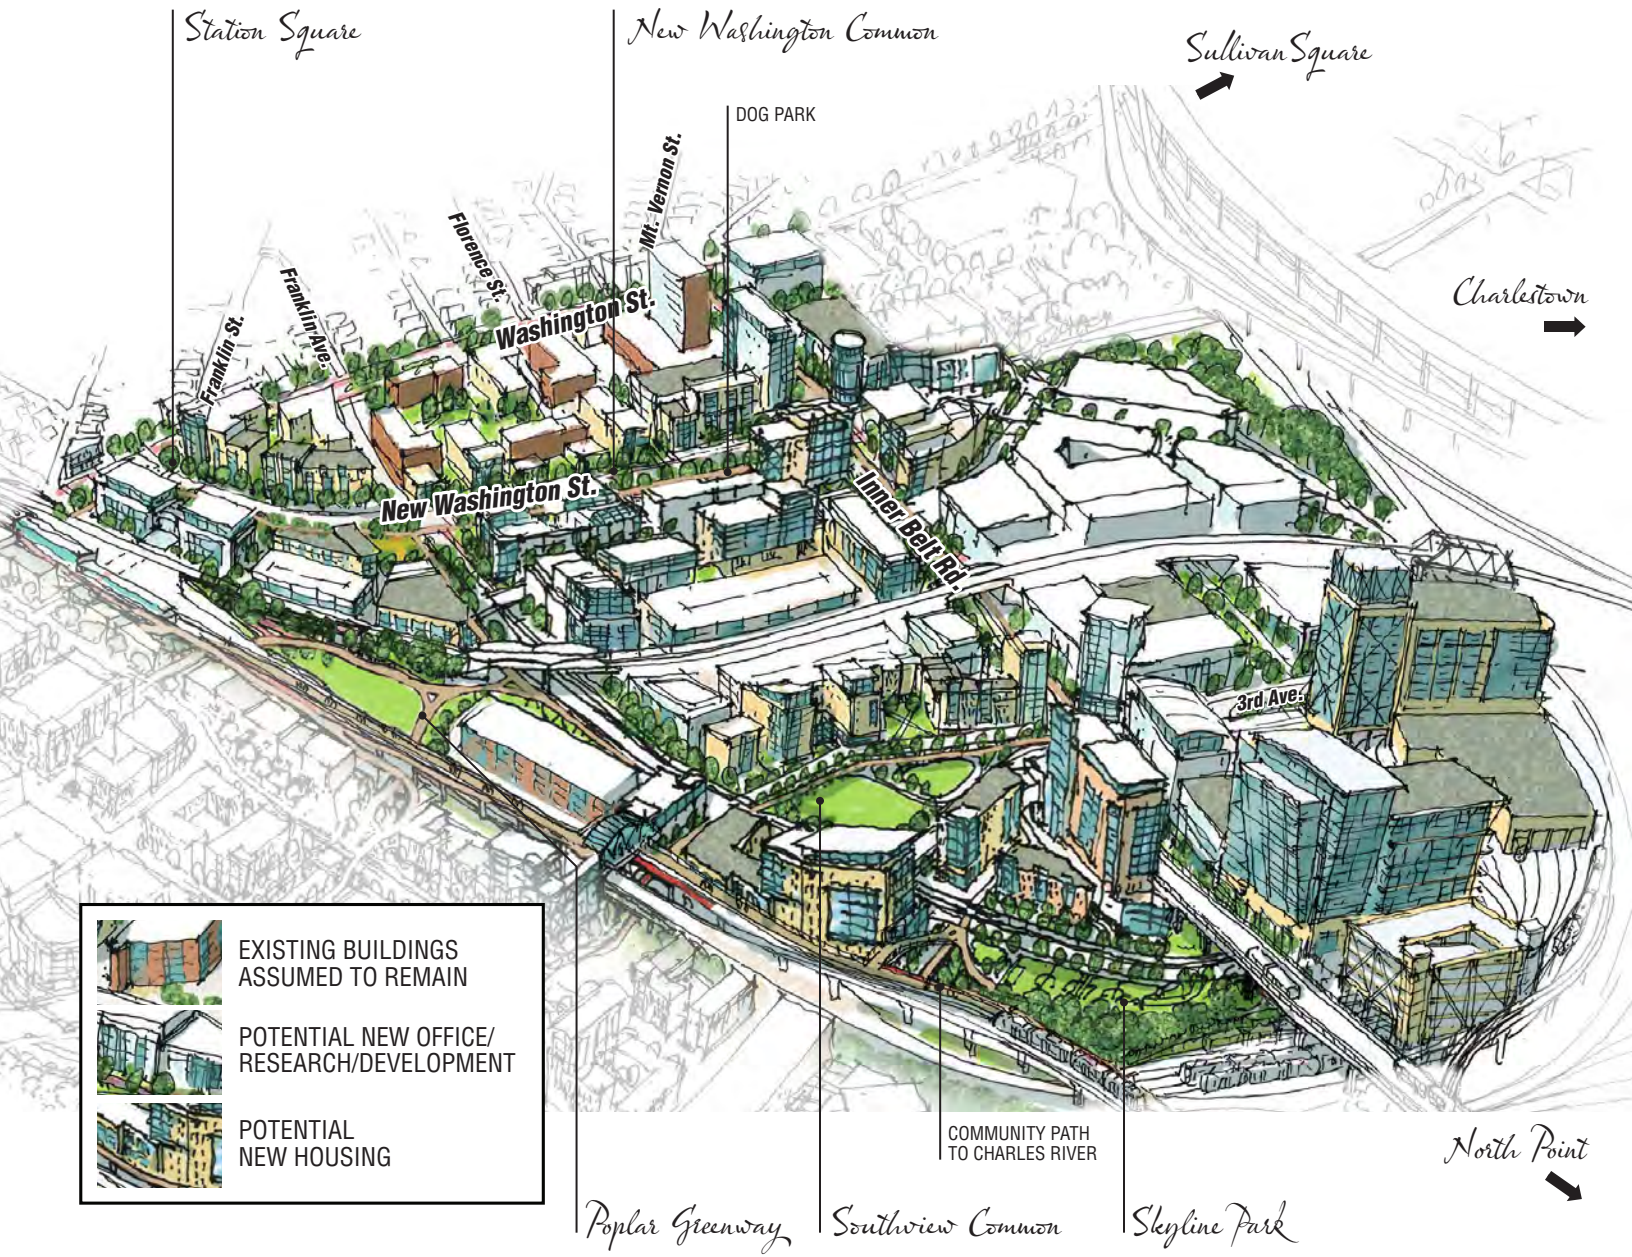 Station Square
New Washington Common
Sullivan Square
DOG PARK
Mt. Vernon St.
Florence St.
Franklin Ave.
Franklin St.
Washington St.
Charlestown
New Washington St.
Inner Belt Rd.
3rd Ave.
EXISTING BUILDINGS
ASSUMED TO REMAIN
POTENTIAL NEW OFFICE/
RESEARCH/DEVELOPMENT
POTENTIAL
NEW HOUSING
COMMUNITY PATH
TO CHARLES RIVER
North Point
Poplar Greenway
Southview Common
Skyline Park